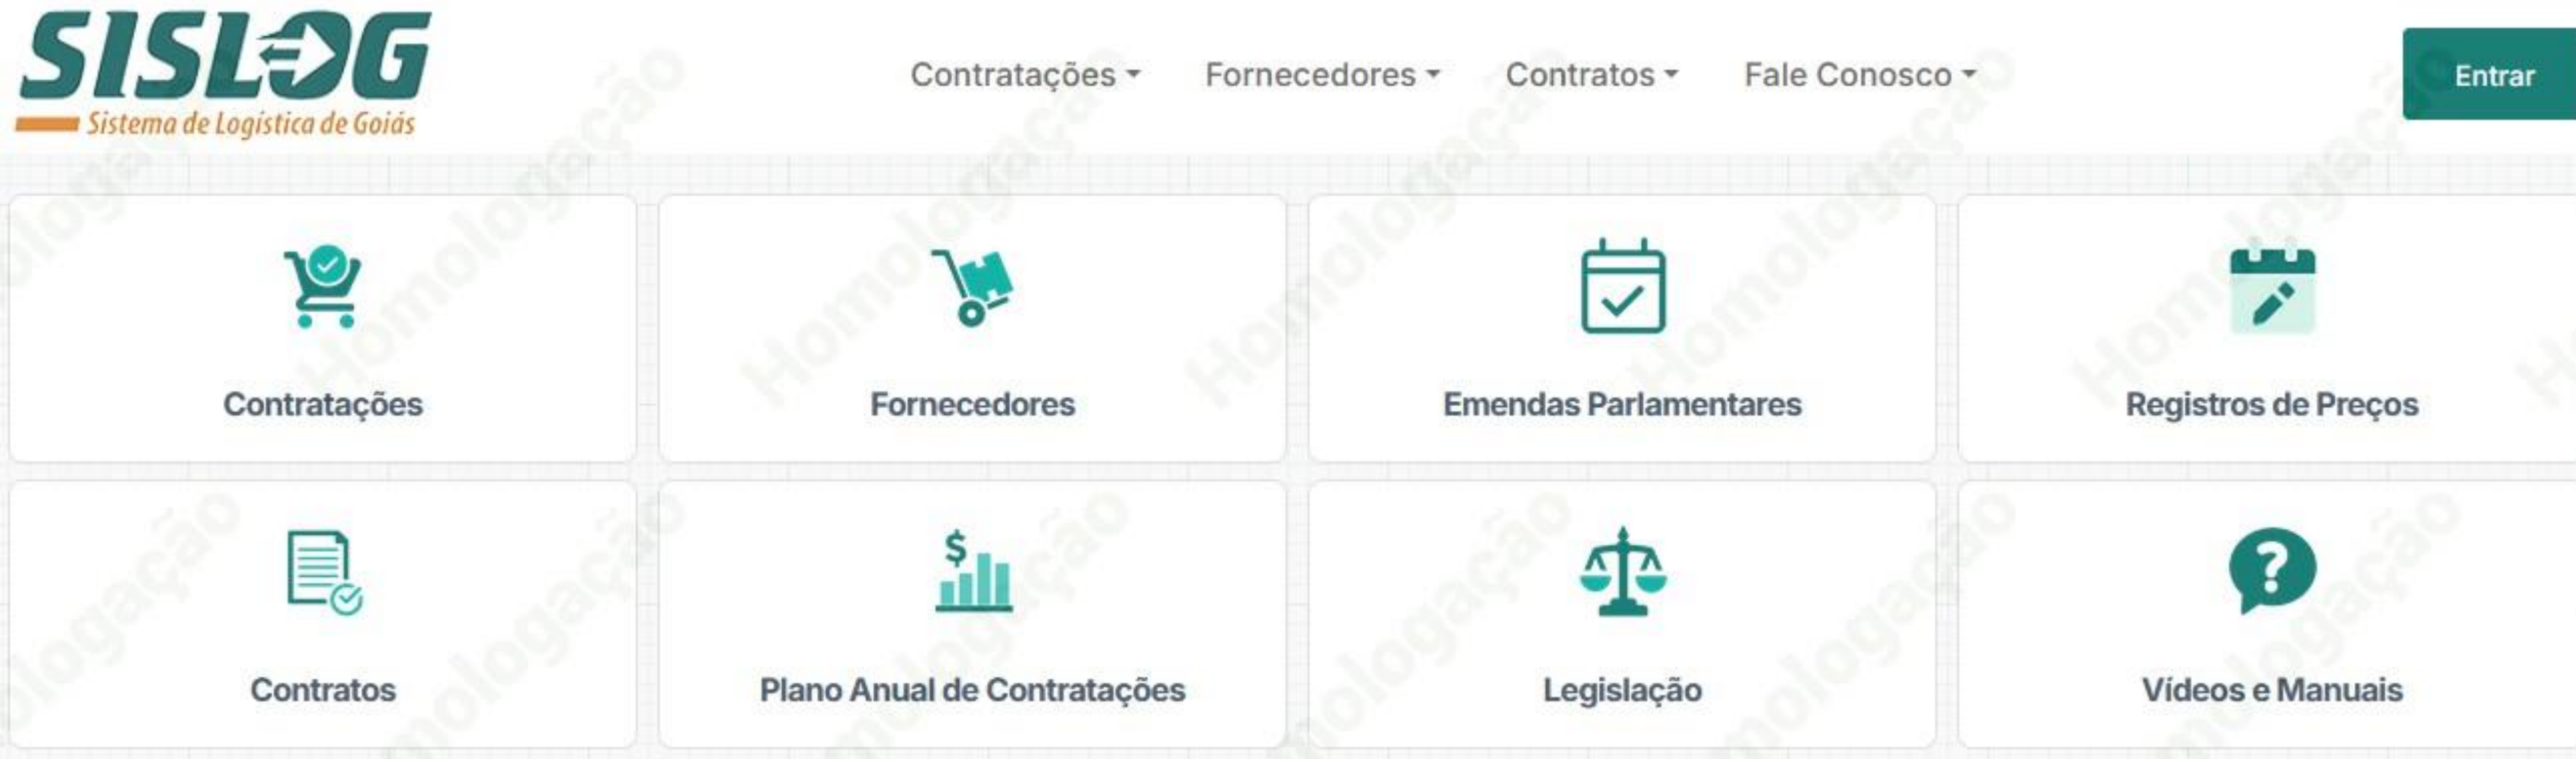 SISLOG
Sistema de Logística de Goiás
Contratações
Fornecedores
Contratos
Fale Conosco
Entrar
Contratações
Fornecedores
Emendas Parlamentares
Registros de Preços
Contratos
Plano Anual de Contratações
Legislação
Vídeos e Manuais
Homologação